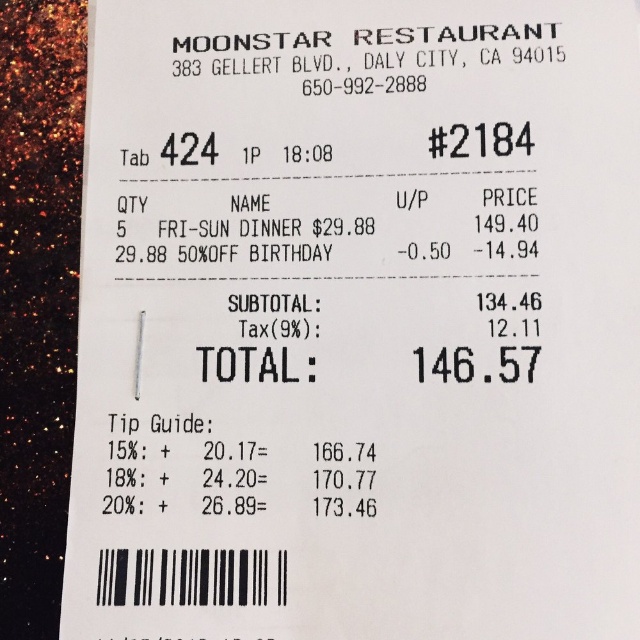 MOONSTAR RESTAURANT
383 GELLERT BLVD., DALY CITY, CA 94015
650-992-2888
Tab 424 1P 18:08 #2184
QTY NAME U/P PRICE
5 FRI-SUN DINNER $29.88 149.40
29.88 50%OFF BIRTHDAY -0.50 -14.94
SUBTOTAL: 134.46
Tax(9%): 12.11
TOTAL: 146.57
Tip Guide:
15%: + 20.17= 166.74
18%: + 24.20= 170.77
20%: + 26.89= 173.46